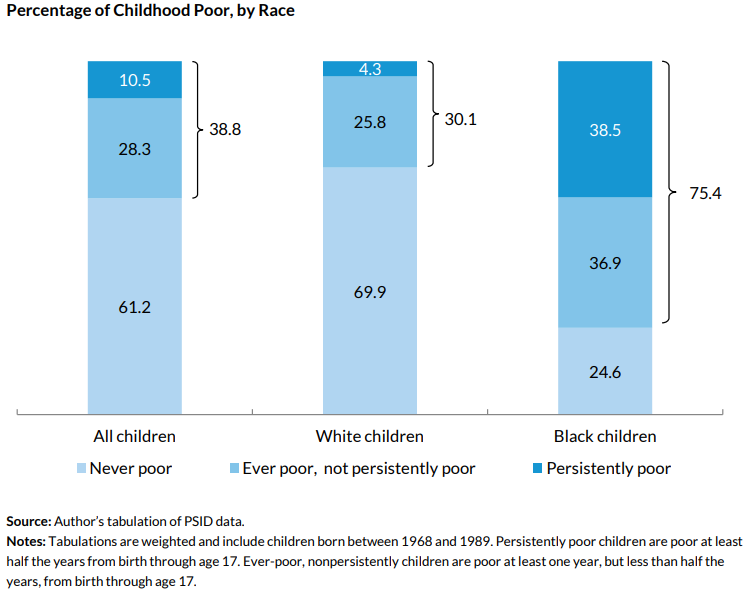 Percentage of Childhood Poor, by Race
10.5
28.3
61.2
38.8
4.3
25.8
69.9
30.1
38.5
36.9
24.6
75.4
All children
White children
Black children
Never poor
Ever poor, not persistently poor
Persistently poor
Source: Author's tabulation of PSID data.
Notes: Tabulations are weighted and include children born between 1968 and 1989. Persistently poor children are poor at least
half the years from birth through age 17. Ever-poor, nonpersistently children are poor at least one year, but less than half the
years, from birth through age 17.